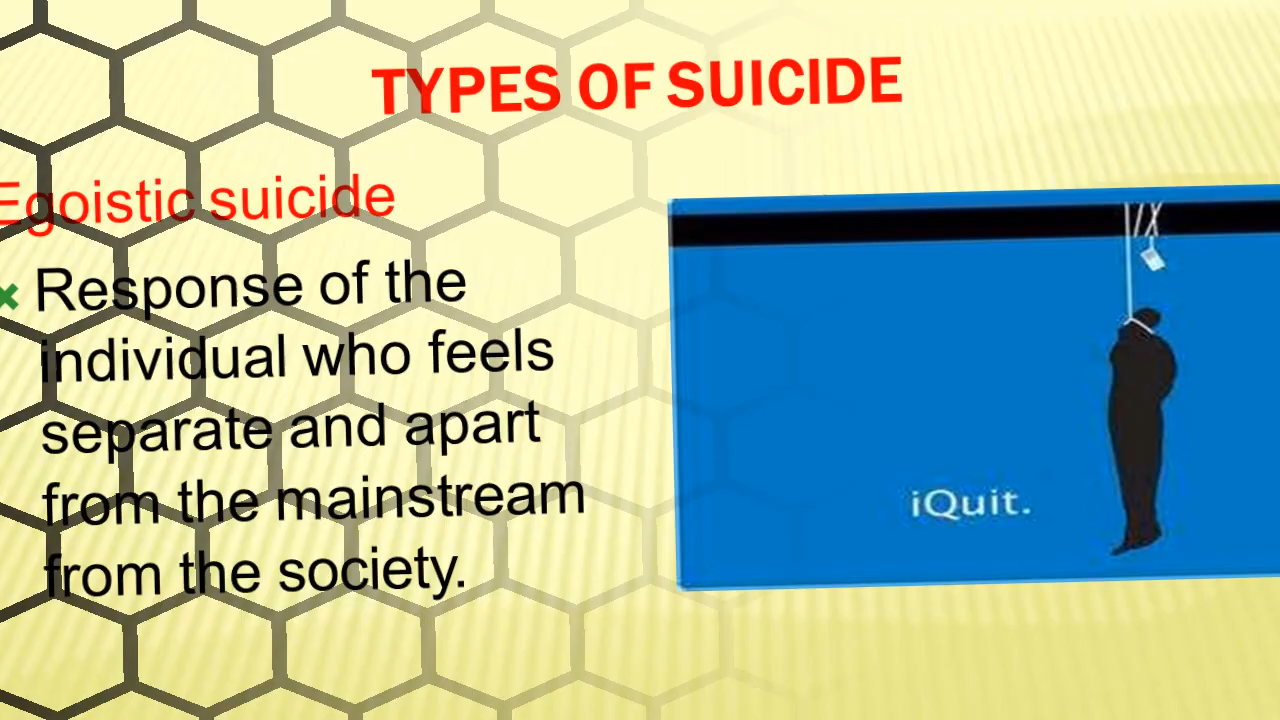 TYPES OF SUICIDE
Egoistic suicide
Response of the
individual who feels
separate and apart
from the mainstream
from the society.
iQuit.